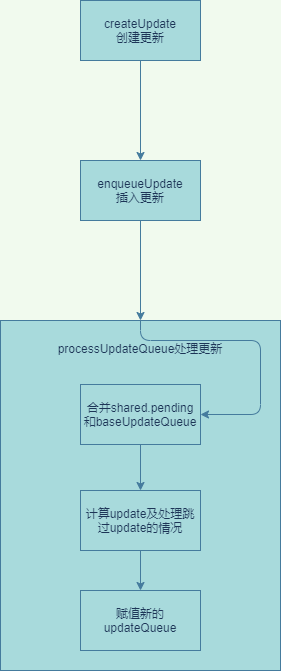 createUpdate
创建更新
enqueueUpdate
插入更新
processUpdateQueue处理更新
合并shared.pending
和baseUpdateQueue
计算update及处理跳
过update的情况
赋值新的
updateQueue